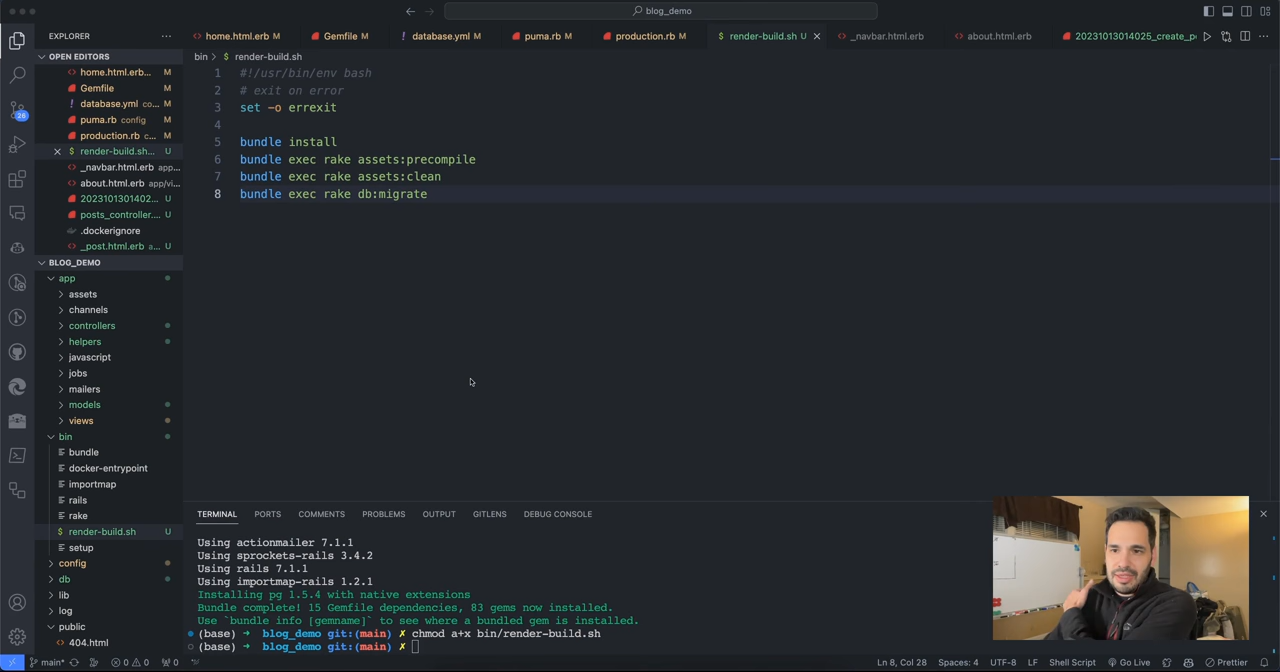 blog_demo
EXPLORER
home.html.erb M
Gemfile M
! database.yml M
puma.rb M
production.rb M
$ render-build.sh U
_navbar.html.erb
about.html.erb
20231013014025_create_po
OPEN EDITORS
home.html.erb... M
Gemfile M
! database.yml co... M
puma.rb config M
production.rb c... M
$ render-build.sh... U
_navbar.html.erb app...
about.html.erb app/vi...
2023101301402... U
posts_controller.... U
.dockerignore
_post.html.erb a... U
BLOG_DEMO
app
assets
channels
controllers
helpers
javascript
jobs
mailers
models
views
bin
bundle
docker-entrypoint
importmap
rails
rake
$ render-build.sh U
setup
config
db
lib
log
public
404.html
28
bin > $ render-build.sh
1 #!/usr/bin/env bash
2 # exit on error
3 set -o errexit
4
5 bundle install
6 bundle exec rake assets:precompile
7 bundle exec rake assets:clean
8 bundle exec rake db:migrate
TERMINAL PORTS COMMENTS PROBLEMS OUTPUT GITLENS DEBUG CONSOLE
Using actionmailer 7.1.1
Using sprockets-rails 3.4.2
Using rails 7.1.1
Using importmap-rails 1.2.1
Installing pg 1.5.4 with native extensions
Bundle complete! 15 Gemfile dependencies, 83 gems now installed.
Use `bundle info [gemname]` to see where a bundled gem is installed.
(base) ➜ blog_demo git:(main) ✗ chmod a+x bin/render-build.sh
(base) ➜ blog_demo git:(main) ✗
main* 0 0 0 Ln 8, Col 28 Spaces: 4 UTF-8 LF Shell Script Go Live Prettier